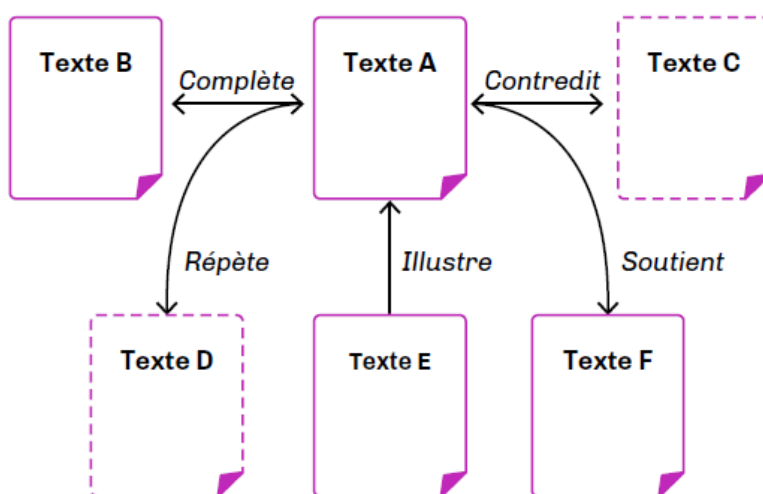 Texte B
Complète
Texte A
Contredit
Texte C
Répète
Illustre
Soutient
Texte D
Texte E
Texte F